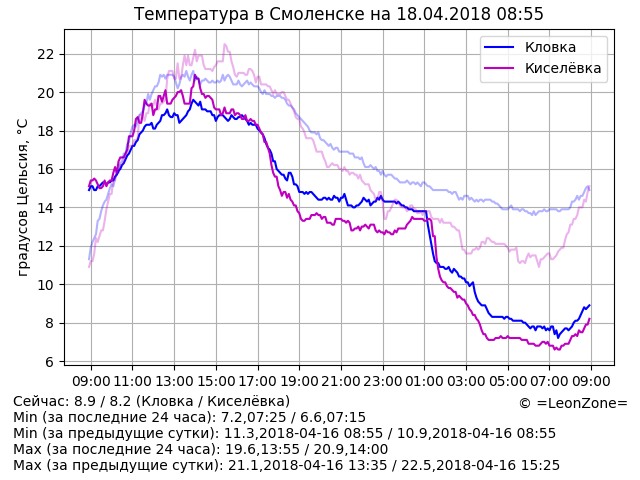 Температура в Смоленске на 18.04.2018 08:55
Кловка
Киселёвка
градусов Цельсия, °C
22
20
18
16
14
12
10
8
6
09:00 11:00 13:00 15:00 17:00 19:00 21:00 23:00 01:00 03:00 05:00 07:00 09:00
Сейчас: 8.9 / 8.2 (Кловка / Киселёвка)
© =LeonZone=
Min (за последние 24 часа): 7.2,07:25 / 6.6,07:15
Min (за предыдущие сутки): 11.3,2018-04-16 08:55 / 10.9,2018-04-16 08:55
Max (за последние 24 часа): 19.6,13:55 / 20.9,14:00
Max (за предыдущие сутки): 21.1,2018-04-16 13:35 / 22.5,2018-04-16 15:25